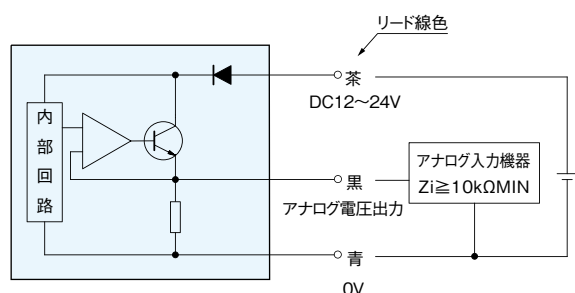 リード線色
茶
DC12～24V
内部回路
アナログ入力機器
Zi≧10kΩMIN
黒
アナログ電圧出力
青
0V